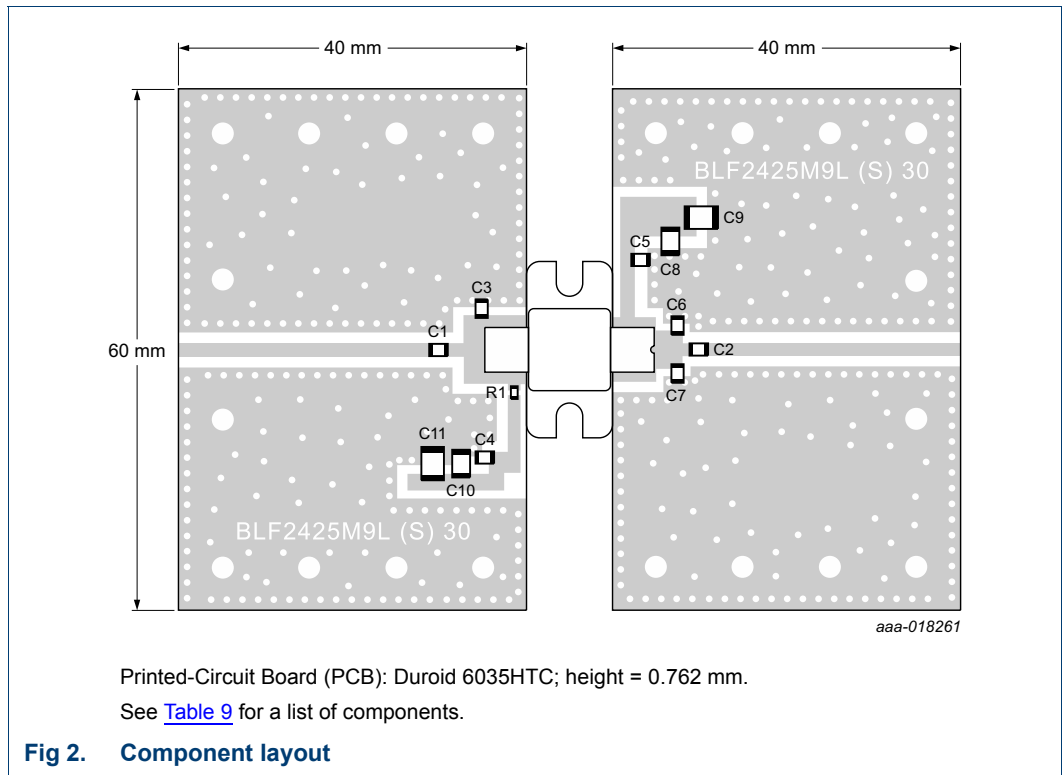 40 mm
40 mm
BLF2425M9L (S) 30
C9
C5
C8
C3
C6
C1
C2
60 mm
R1
C7
C11
C4
C10
BLF2425M9L (S) 30
aaa-018261
Printed-Circuit Board (PCB): Duroid 6035HTC; height = 0.762 mm.
See Table 9 for a list of components.
Fig 2. Component layout